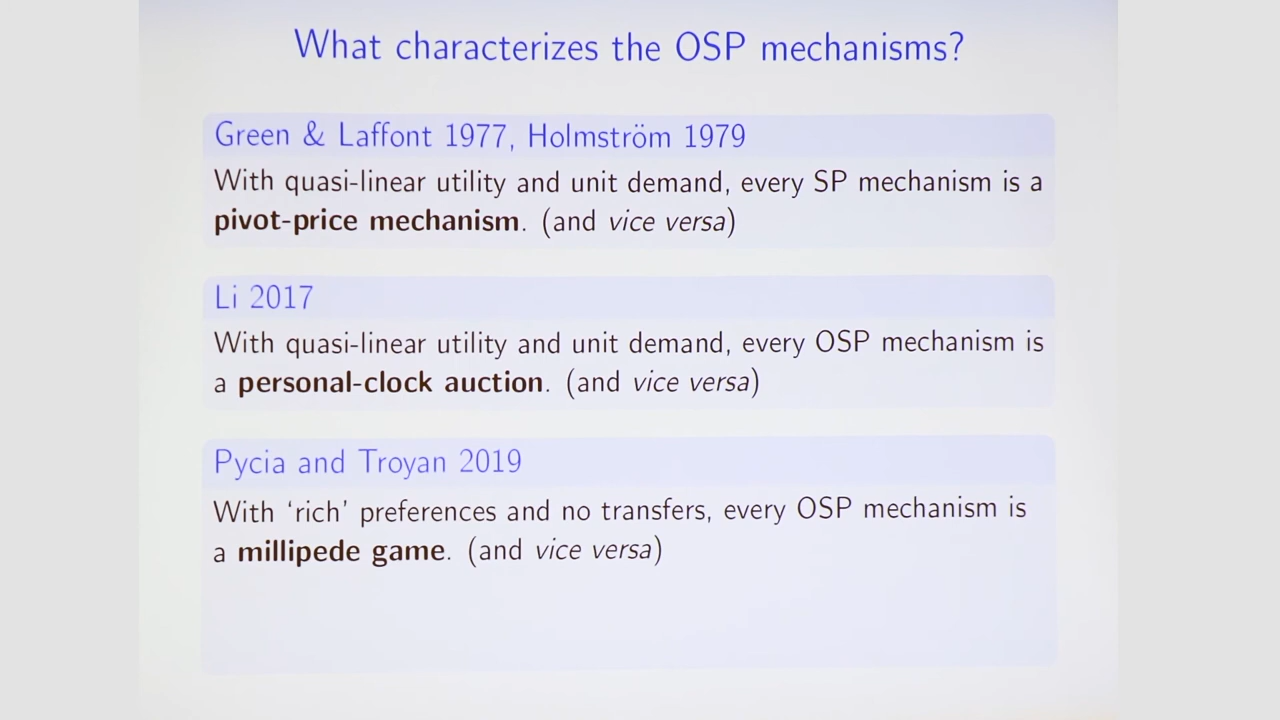 What characterizes the OSP mechanisms?
Green & Laffont 1977, Holmström 1979
With quasi-linear utility and unit demand, every SP mechanism is a
pivot-price mechanism. (and vice versa)
Li 2017
With quasi-linear utility and unit demand, every OSP mechanism is
a personal-clock auction. (and vice versa)
Pycia and Troyan 2019
With ‘rich’ preferences and no transfers, every OSP mechanism is
a millipede game. (and vice versa)